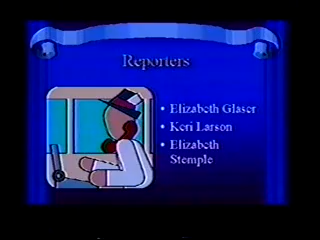 Reporters
• Elizabeth Glaser
• Keri Larson
• Elizabeth
Stemple